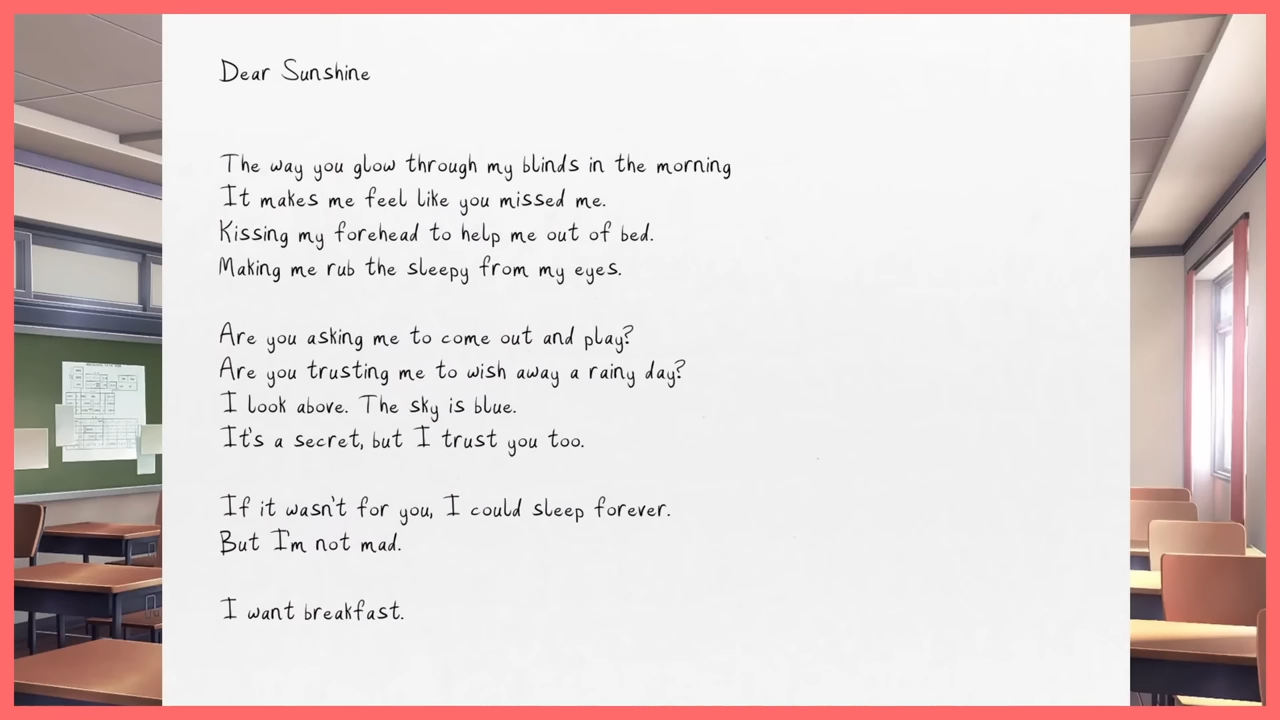 Dear Sunshine
The way you glow through my blinds in the morning
It makes me feel like you missed me.
Kissing my forehead to help me out of bed.
Making me rub the sleepy from my eyes.
Are you asking me to come out and play?
Are you trusting me to wish away a rainy day?
I look above. The sky is blue.
It's a secret, but I trust you too.
If it wasn't for you, I could sleep forever.
But I'm not mad.
I want breakfast.